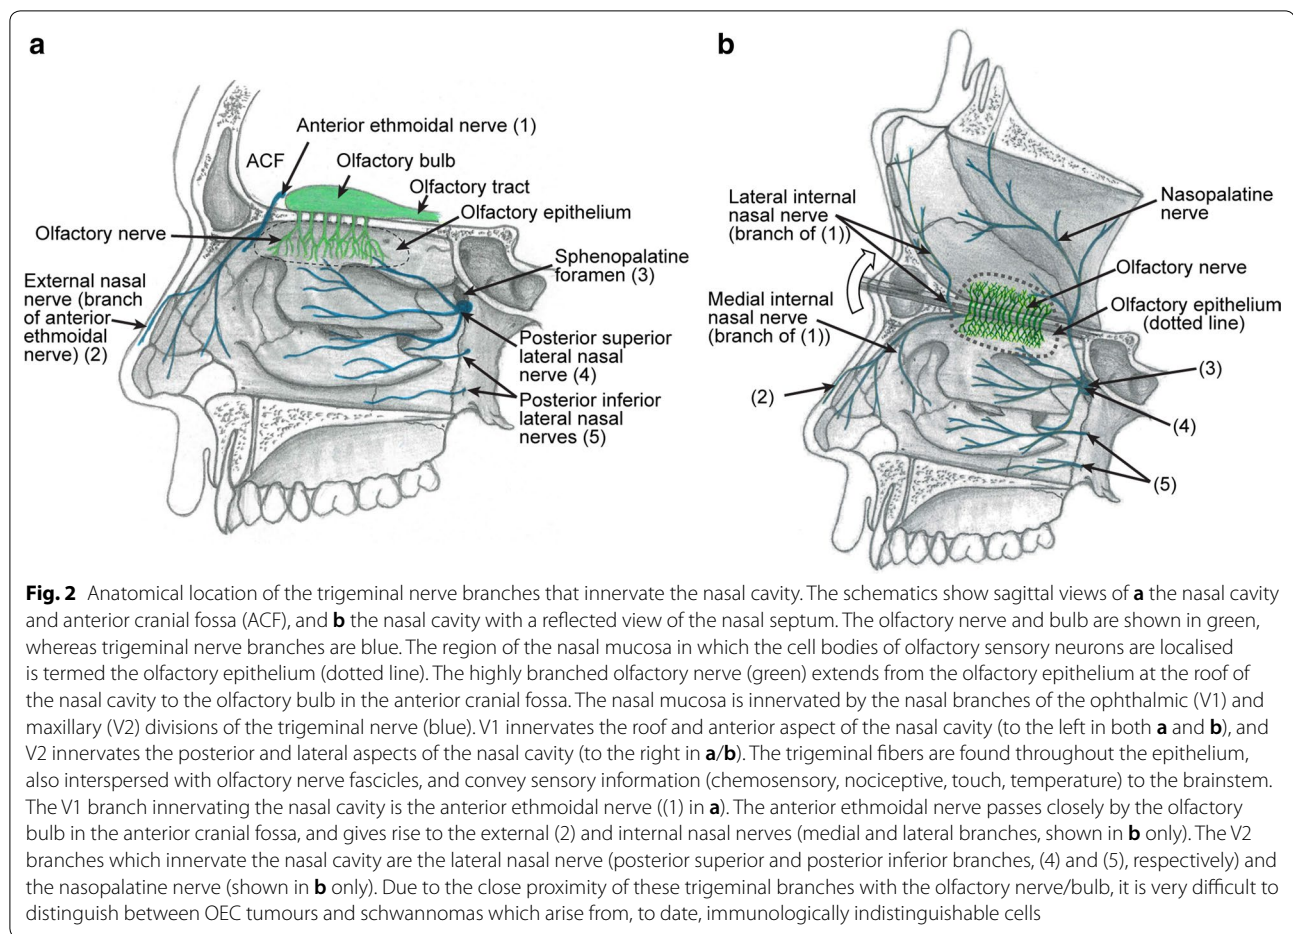 a
Anterior ethmoidal nerve (1)
ACF
Olfactory bulb
Olfactory tract
Olfactory epithelium
Olfactory nerve
Sphenopalatine
foramen (3)
External nasal
nerve (branch
of anterior
ethmoidal
nerve) (2)
Posterior superior
lateral nasal
nerve (4)
Posterior inferior
lateral nasal
nerves (5)
b
Lateral internal
nasal nerve
(branch of (1))
Nasopalatine
nerve
Olfactory nerve
Medial internal
nasal nerve
(branch of (1))
Olfactory epithelium
(dotted line)
(2)
(3)
(4)
(5)
Fig. 2 Anatomical location of the trigeminal nerve branches that innervate the nasal cavity. The schematics show sagittal views of a the nasal cavity
and anterior cranial fossa (ACF), and b the nasal cavity with a reflected view of the nasal septum. The olfactory nerve and bulb are shown in green,
whereas trigeminal nerve branches are blue. The region of the nasal mucosa in which the cell bodies of olfactory sensory neurons are localised
is termed the olfactory epithelium (dotted line). The highly branched olfactory nerve (green) extends from the olfactory epithelium at the roof of
the nasal cavity to the olfactory bulb in the anterior cranial fossa. The nasal mucosa is innervated by the nasal branches of the ophthalmic (V1) and
maxillary (V2) divisions of the trigeminal nerve (blue). V1 innervates the roof and anterior aspect of the nasal cavity (to the left in both a and b), and
V2 innervates the posterior and lateral aspects of the nasal cavity (to the right in a/b). The trigeminal fibers are found throughout the epithelium,
also interspersed with olfactory nerve fascicles, and convey sensory information (chemosensory, nociceptive, touch, temperature) to the brainstem.
The V1 branch innervating the nasal cavity is the anterior ethmoidal nerve ((1) in a). The anterior ethmoidal nerve passes closely by the olfactory
bulb in the anterior cranial fossa, and gives rise to the external (2) and internal nasal nerves (medial and lateral branches, shown in b only). The V2
branches which innervate the nasal cavity are the lateral nasal nerve (posterior superior and posterior inferior branches, (4) and (5), respectively) and
the nasopalatine nerve (shown in b only). Due to the close proximity of these trigeminal branches with the olfactory nerve/bulb, it is very difficult to
distinguish between OEC tumours and schwannomas which arise from, to date, immunologically indistinguishable cells